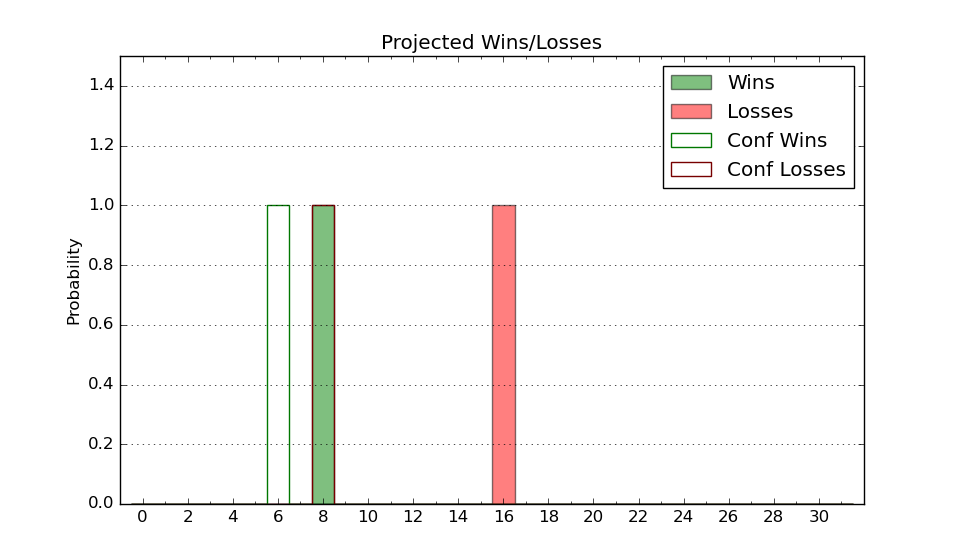 Projected Wins/Losses
Wins
Losses
Conf Wins
Conf Losses
Probability
1.4
1.2
1.0
0.8
0.6
0.4
0.2
0.0
0 2 4 6 8 10 12 14 16 18 20 22 24 26 28 30